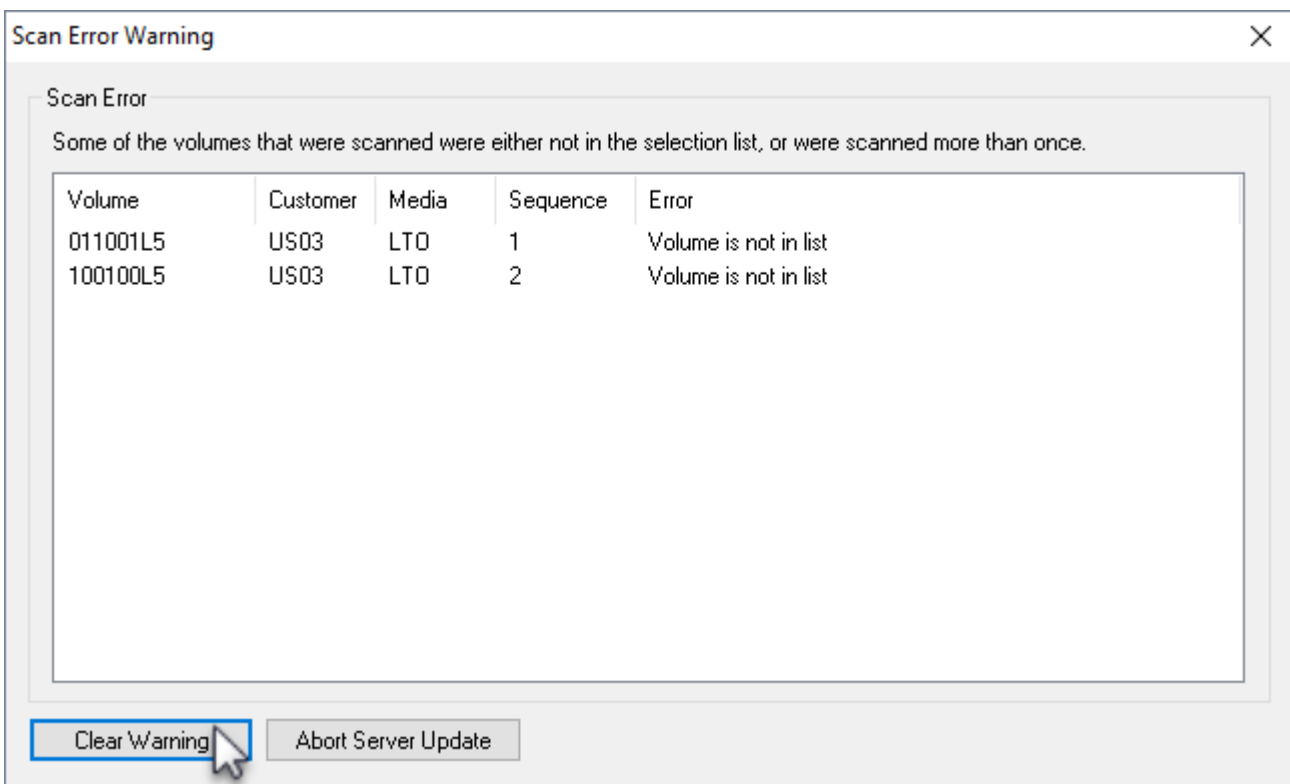 Scan Error Warning
Scan Error
Some of the volumes that were scanned were either not in the selection list, or were scanned more than once.
Volume Customer Media Sequence Error
011001L5 US03 LTO 1 Volume is not in list
100100L5 US03 LTO 2 Volume is not in list
Clear Warning Abort Server Update